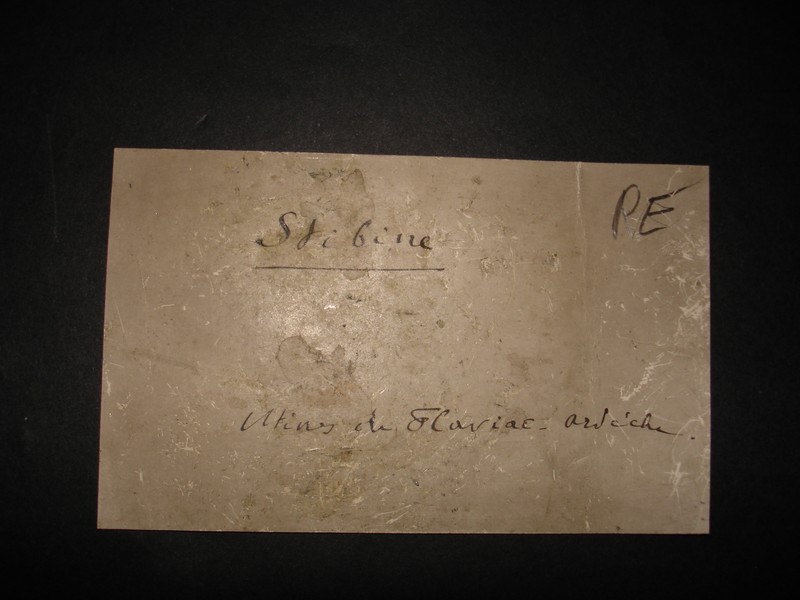 PE
Stibine
Mines de Flaviac - Ardèche.